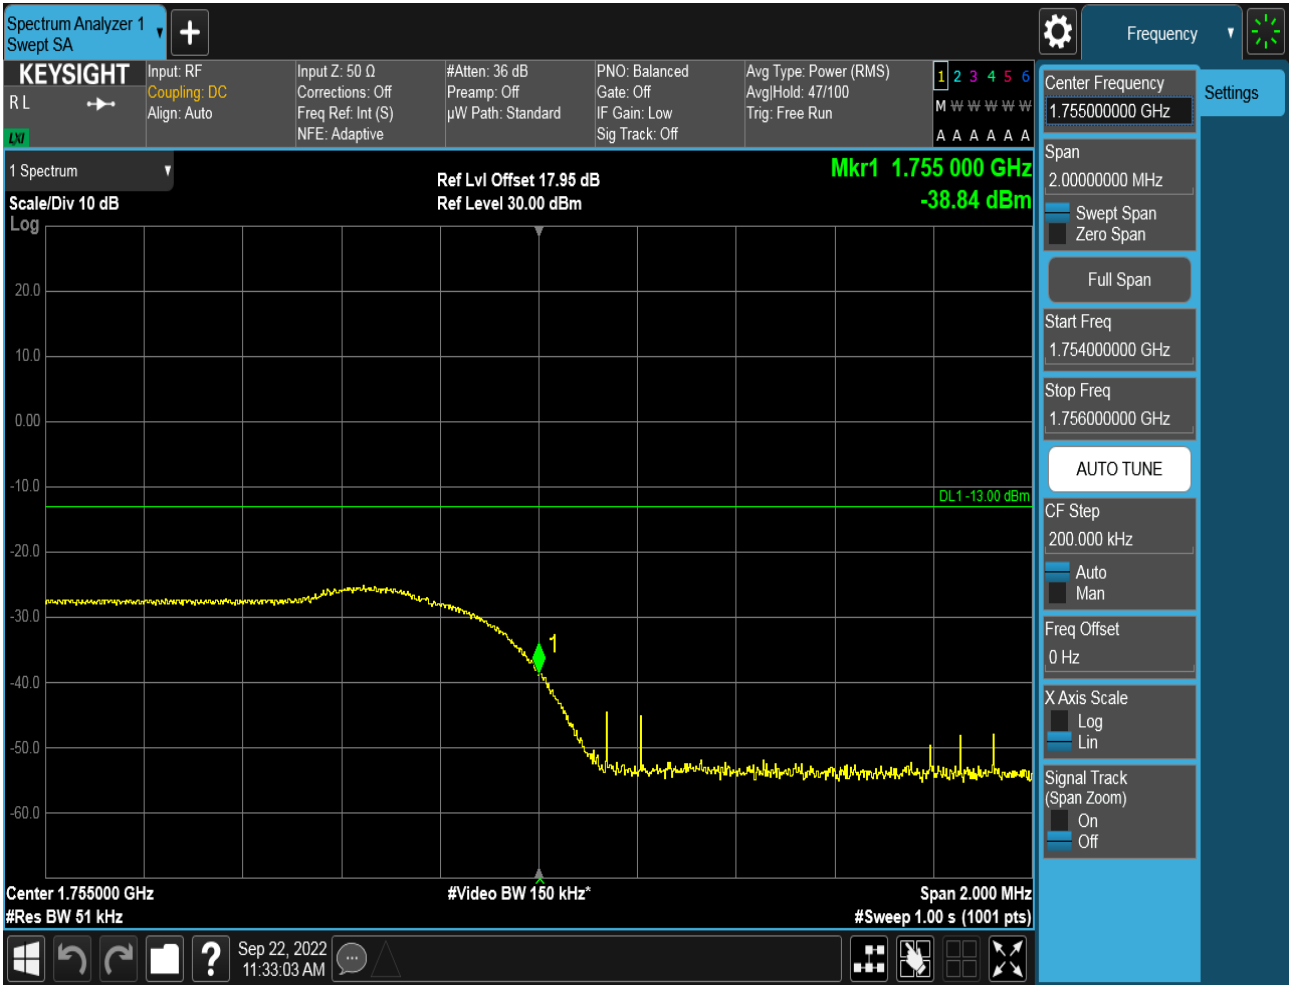 Spectrum Analyzer 1
Swept SA
Frequency
KEYSIGHT
R L
LXI
Input: RF
Coupling: DC
Align: Auto
Input Z: 50 Ω
Corrections: Off
Freq Ref: Int (S)
NFE: Adaptive
#Atten: 36 dB
Preamp: Off
µW Path: Standard
PNO: Balanced
Gate: Off
IF Gain: Low
Sig Track: Off
Avg Type: Power (RMS)
Avg|Hold: 47/100
Trig: Free Run
1 2 3 4 5 6
M W W W W W
A A A A A A
1 Spectrum
Scale/Div 10 dB
Log
Ref Lvl Offset 17.95 dB
Ref Level 30.00 dBm
Mkr1 1.755 000 GHz
-38.84 dBm
20.0
10.0
0.00
-10.0
DL1 -13.00 dBm
-20.0
-30.0
1
-40.0
-50.0
-60.0
Center 1.755000 GHz
#Video BW 150 kHz*
Span 2.000 MHz
#Res BW 51 kHz
#Sweep 1.00 s (1001 pts)
Center Frequency
1.755000000 GHz
Settings
Span
2.00000000 MHz
Swept Span
Zero Span
Full Span
Start Freq
1.754000000 GHz
Stop Freq
1.756000000 GHz
AUTO TUNE
CF Step
200.000 kHz
Auto
Man
Freq Offset
0 Hz
X Axis Scale
Log
Lin
Signal Track
(Span Zoom)
On
Off
?
Sep 22, 2022
11:33:03 AM